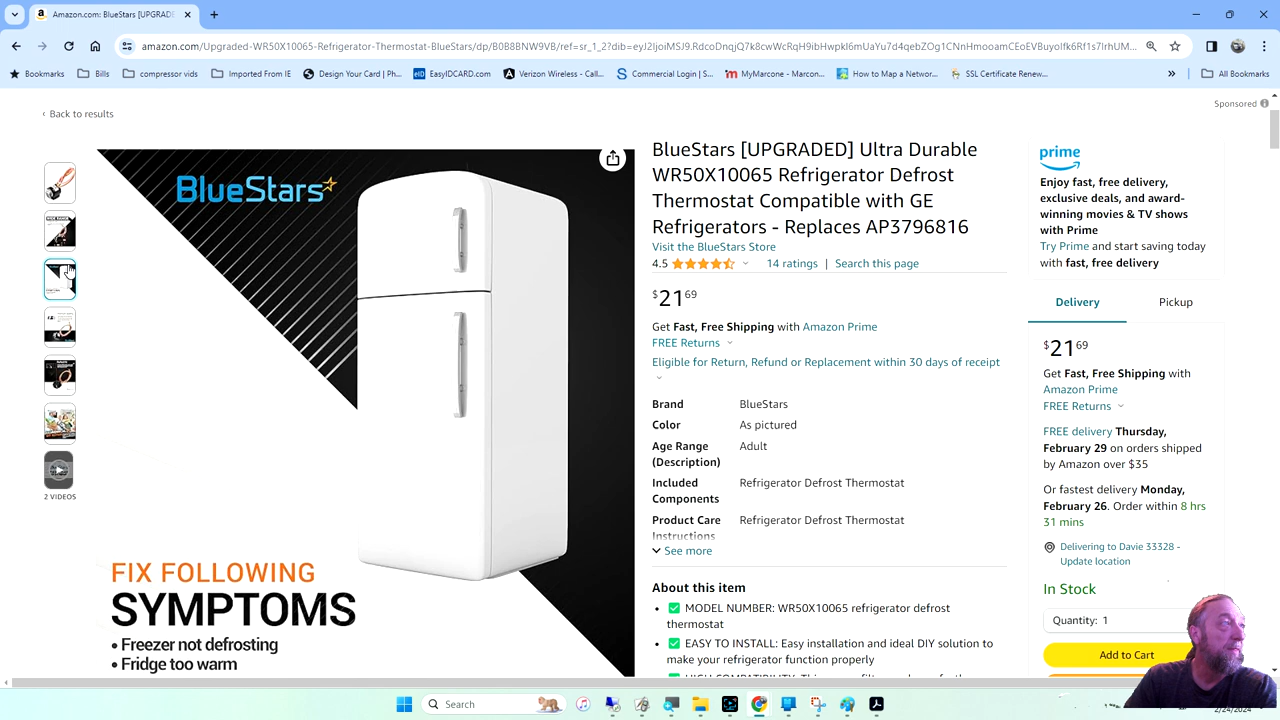 Amazon.com: BlueStars [UPGRADE
amazon.com/Upgraded-WR50X10065-Refrigerator-Thermostat-BlueStars/dp/B0B8BNW9VB/ref=sr_1_2?
Bookmarks
Bills
compressor vids
Imported From IE
Design Your Card | Ph...
EasyIDCARD.com
Verizon Wireless - Call...
Commercial Login | S...
MyMarcone - Marcon...
How to Map a Networ...
SSL Certificate Renew...
»
All Bookmarks
‹ Back to results
Sponsored
BlueStars
FIX FOLLOWING
SYMPTOMS
• Freezer not defrosting
• Fridge too warm
2 VIDEOS
BlueStars [UPGRADED] Ultra Durable
WR50X10065 Refrigerator Defrost
Thermostat Compatible with GE
Refrigerators - Replaces AP3796816
Visit the BlueStars Store
4.5 14 ratings | Search this page
$21 69
Get Fast, Free Shipping with Amazon Prime
FREE Returns
Eligible for Return, Refund or Replacement within 30 days of receipt
Brand BlueStars
Color As pictured
Age Range Adult
(Description)
Included Refrigerator Defrost Thermostat
Components
Product Care Refrigerator Defrost Thermostat
Instructions
See more
About this item
• ✅ MODEL NUMBER: WR50X10065 refrigerator defrost
thermostat
• ✅ EASY TO INSTALL: Easy installation and ideal DIY solution to
make your refrigerator function properly
prime
Enjoy fast, free delivery,
exclusive deals, and award-
winning movies & TV shows
with Prime
Try Prime and start saving today
with fast, free delivery
Delivery Pickup
$21 69
Get Fast, Free Shipping with
Amazon Prime
FREE Returns
FREE delivery Thursday,
February 29 on orders shipped
by Amazon over $35
Or fastest delivery Monday,
February 26. Order within 8 hrs
31 mins
Delivering to Davie 33328 -
Update location
In Stock
Quantity: 1
Add to Cart
Search
2/24/2024